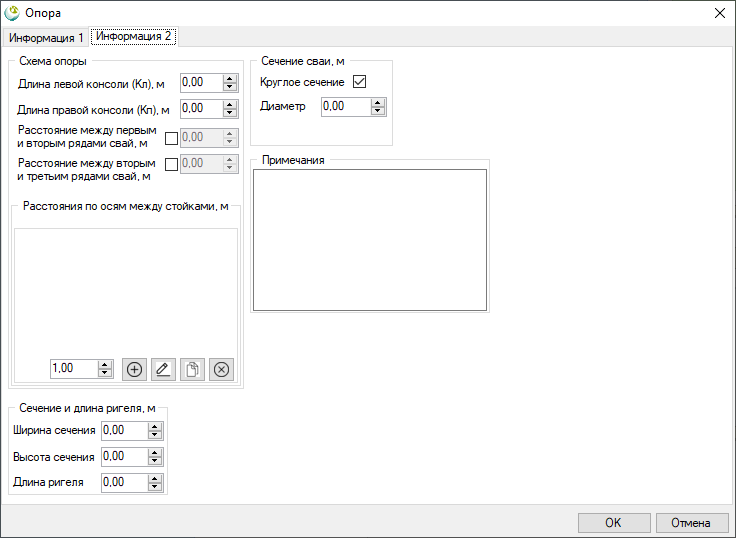 Опора
Информация 1
Информация 2
Схема опоры
Длина левой консоли (Кл), м
0,00
Длина правой консоли (Кп), м
0,00
Расстояние между первым
и вторым рядами свай, м
0,00
Расстояние между вторым
и третьим рядами свай, м
0,00
Расстояния по осям между стойками, м
1,00
Сечение и длина ригеля, м
Ширина сечения
0,00
Высота сечения
0,00
Длина ригеля
0,00
Сечение сваи, м
Круглое сечение
Диаметр
0,00
Примечания
OK
Отмена